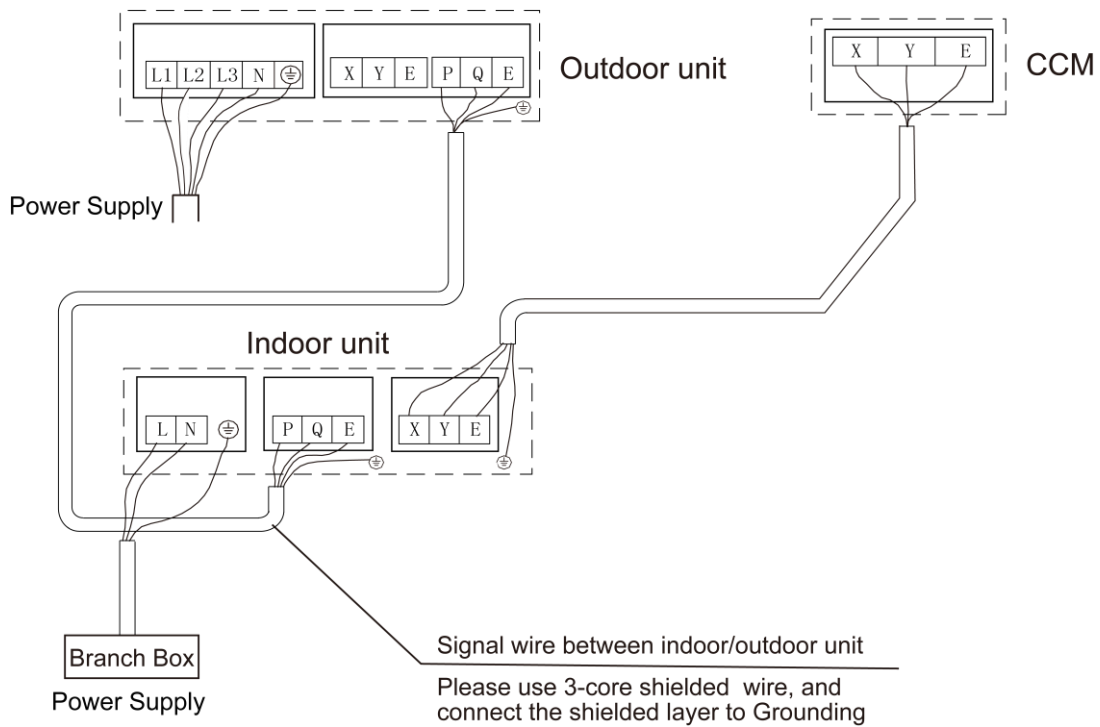 L1 L2 L3 N
X Y E P Q E
Outdoor unit
X Y E
CCM
Power Supply
Indoor unit
L N
P Q E
X Y E
Branch Box
Power Supply
Signal wire between indoor/outdoor unit
Please use 3-core shielded wire, and
connect the shielded layer to Grounding